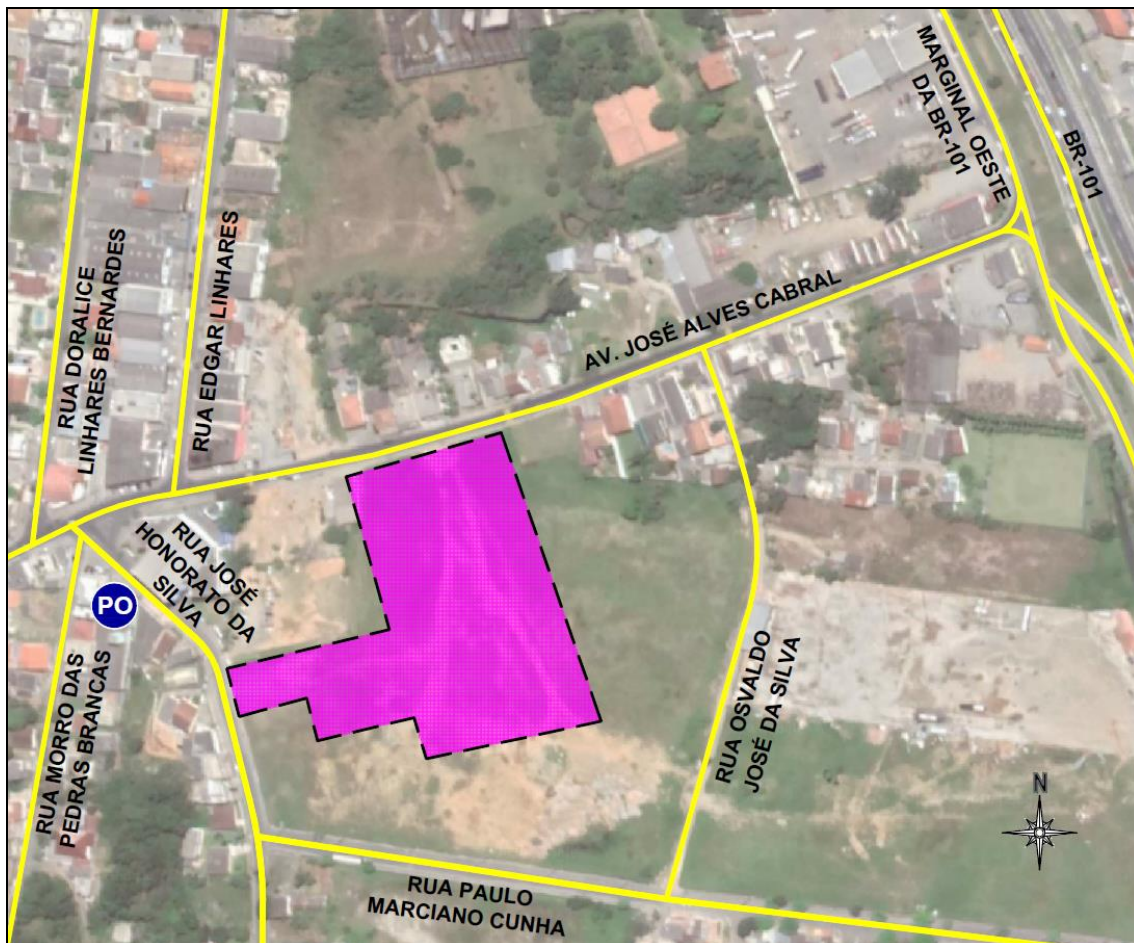 MARGINAL OESTE
DA BR-101
BR-101
RUA DORALICE
LINHARES BERNARDES
RUA EDGAR LINHARES
AV. JOSÉ ALVES CABRAL
RUA JOSÉ
HONORATO DA
SILVA
PO
RUA MORRO DAS
PEDRAS BRANCAS
RUA OSVALDO
JOSÉ DA SILVA
N
RUA PAULO
MARCIANO CUNHA